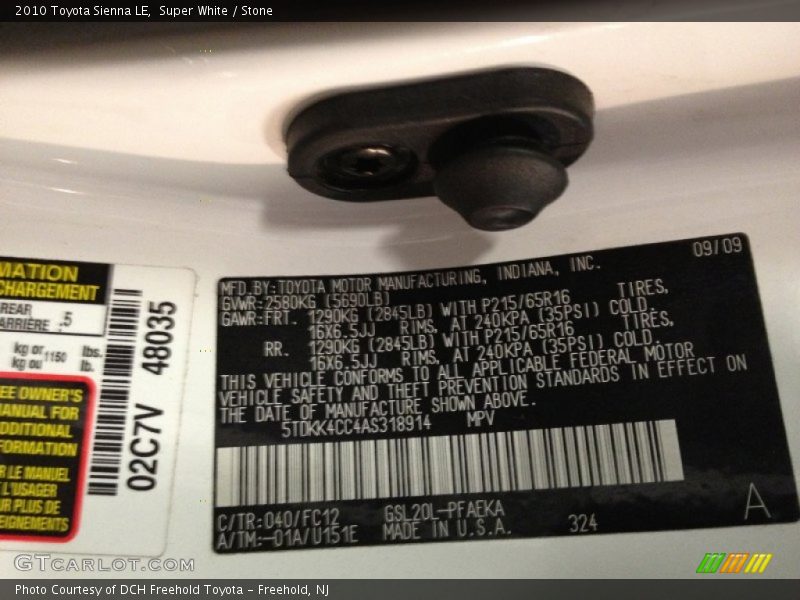 2010 Toyota Sienna LE, Super White / Stone
MATION
CHARGEMENT
REAR
ARRIÈRE : 5
kg or 1150 lbs.
kg ou lb.
EE OWNER'S
MANUAL FOR
DDITIONAL
FORMATION
R LE MANUEL
L'USAGER
UR PLUS DE
EIGNEMENTS
02C7V 48035
09/09
MFD.BY:TOYOTA MOTOR MANUFACTURING, INDIANA, INC.
GVWR:2580KG (5690LB)
GAWR:FRT. 1290KG (2845LB) WITH P215/65R16 TIRES,
16X6.5JJ RIMS, AT 240KPA (35PSI) COLD.
RR. 1290KG (2845LB) WITH P215/65R16 TIRES,
16X6.5JJ RIMS, AT 240KPA (35PSI) COLD.
THIS VEHICLE CONFORMS TO ALL APPLICABLE FEDERAL MOTOR
VEHICLE SAFETY AND THEFT PREVENTION STANDARDS IN EFFECT ON
THE DATE OF MANUFACTURE SHOWN ABOVE.
5TDKK4CC4AS318914 MPV
C/TR:040/FC12 GSL20L-PFAEKA
A/TM:-01A/U151E MADE IN U.S.A. 324
A
GTCARLOT.COM
Photo Courtesy of DCH Freehold Toyota - Freehold, NJ